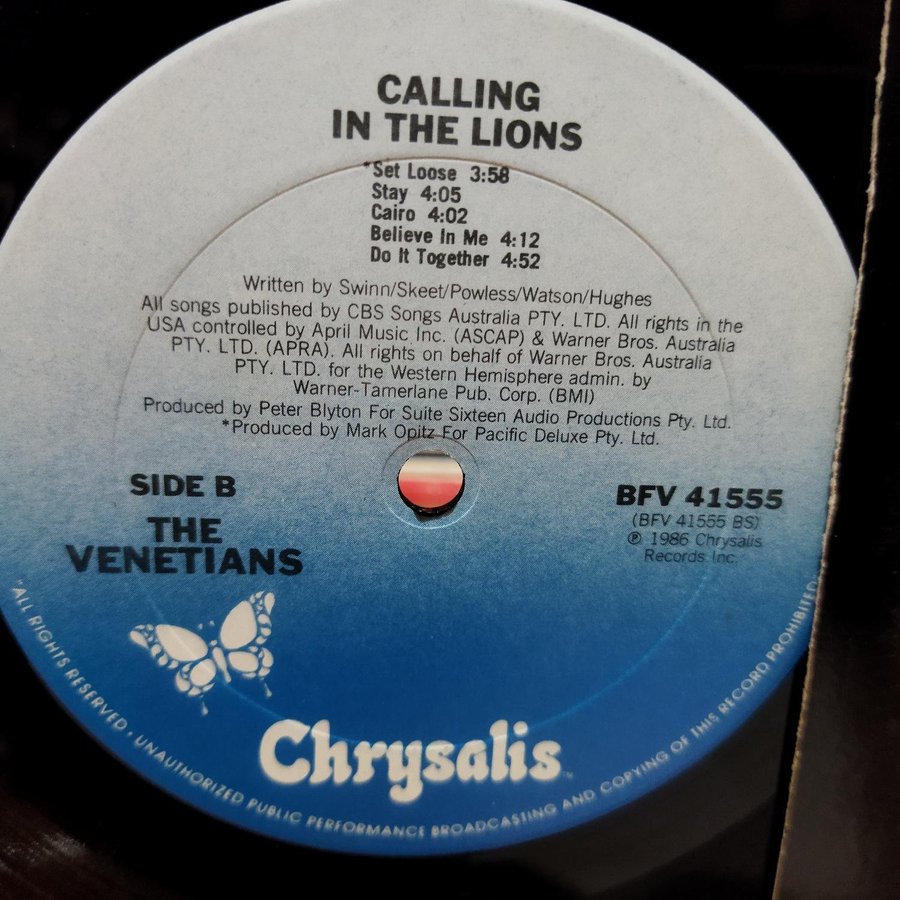 CALLING
IN THE LIONS
*Set Loose 3:58
Stay 4:05
Cairo 4:02
Believe In Me 4:12
Do It Together 4:52
Written by Swinn/Skeet/Powless/Watson/Hughes
All songs published by CBS Songs Australia PTY. LTD. All rights in the
USA controlled by April Music Inc. (ASCAP) & Warner Bros. Australia
PTY. LTD. (APRA). All rights on behalf of Warner Bros. Australia
PTY. LTD. for the Western Hemisphere admin. by
Warner-Tamerlane Pub. Corp. (BMI)
Produced by Peter Blyton For Suite Sixteen Audio Productions Pty. Ltd.
*Produced by Mark Opitz For Pacific Deluxe Pty. Ltd.
SIDE B
THE
VENETIANS
BFV 41555
(BFV 41555 BS)
℗ 1986 Chrysalis
Records Inc.
Chrysalis™
"ALL RIGHTS RESERVED. UNAUTHORIZED PUBLIC PERFORMANCE BROADCASTING AND COPYING OF THIS RECORD PROHIBITED